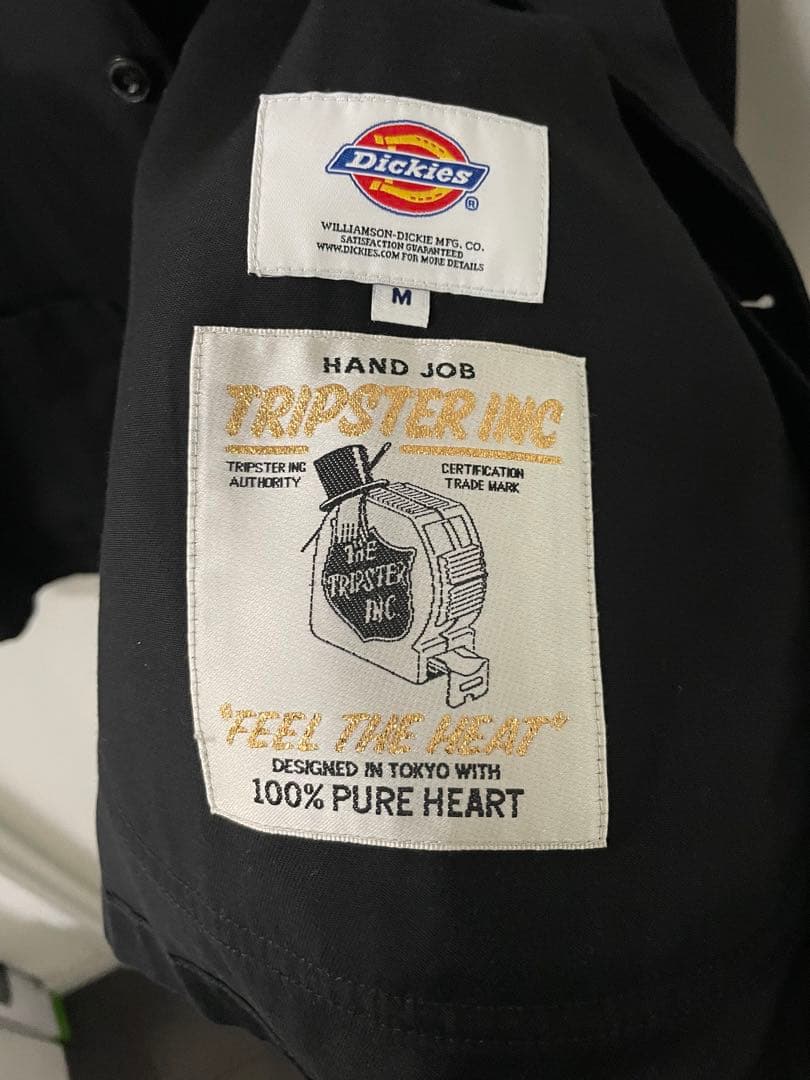 Dickies
®
WILLIAMSON-DICKIE MFG. CO.
SATISFACTION GUARANTEED
WWW.DICKIES.COM FOR MORE DETAILS
M
HAND JOB
TRIPSTER INC
TRIPSTER INC
AUTHORITY
CERTIFICATION
TRADE MARK
THE
TRIPSTER
INC
"FEEL THE HEAT"
DESIGNED IN TOKYO WITH
100% PURE HEART